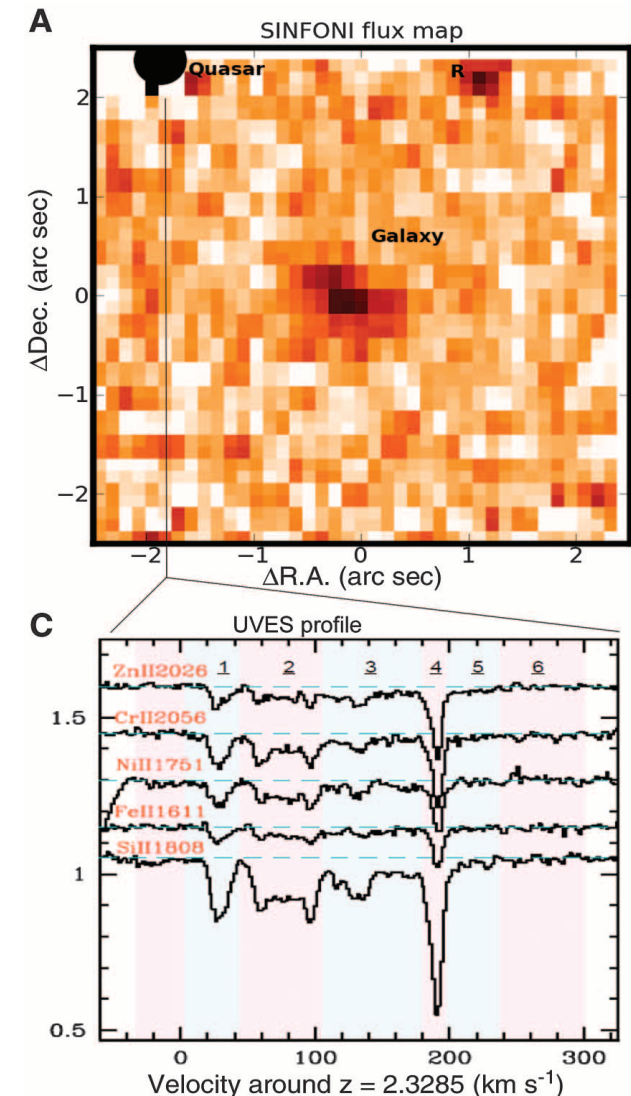 A
SINFONI flux map
Quasar
R
Galaxy
ΔDec. (arc sec)
2
1
0
−1
−2
−2
−1
0
1
2
ΔR.A. (arc sec)
C
UVES profile
1 2 3 4 5 6
ZnII2026
CrII2056
NiII1751
FeII1611
SiII1808
1.5
1
0.5
0
100
200
300
Velocity around z = 2.3285 (km s⁻¹)